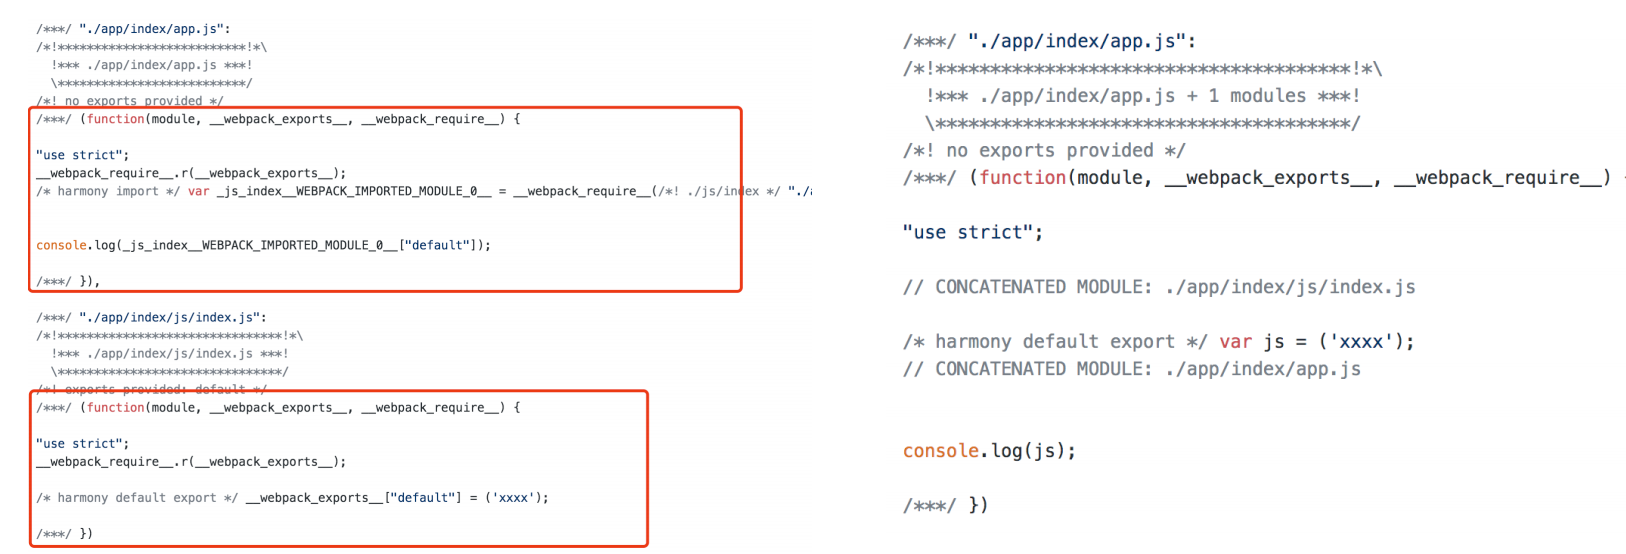 /***/ "./app/index/app.js":
/*!**************************!*\
  !*** ./app/index/app.js ***!
  \**************************/
/*! no exports provided */
/***/ (function(module, __webpack_exports__, __webpack_require__) {
"use strict";
__webpack_require__.r(__webpack_exports__);
/* harmony import */ var _js_index__WEBPACK_IMPORTED_MODULE_0__ = __webpack_require__(/*! ./js/index */ "./
console.log(_js_index__WEBPACK_IMPORTED_MODULE_0__["default"]);
/***/ }),
/***/ "./app/index/js/index.js":
/*!*******************************!*\
  !*** ./app/index/js/index.js ***!
  \*******************************/
/*! exports provided: default */
/***/ (function(module, __webpack_exports__, __webpack_require__) {
"use strict";
__webpack_require__.r(__webpack_exports__);
/* harmony default export */ __webpack_exports__["default"] = ('xxxx');
/***/ })
/***/ "./app/index/app.js":
/*!**************************************!*\
  !*** ./app/index/app.js + 1 modules ***!
  \**************************************/
/*! no exports provided */
/***/ (function(module, __webpack_exports__, __webpack_require__)
"use strict";
// CONCATENATED MODULE: ./app/index/js/index.js
/* harmony default export */ var js = ('xxxx');
// CONCATENATED MODULE: ./app/index/app.js
console.log(js);
/***/ })